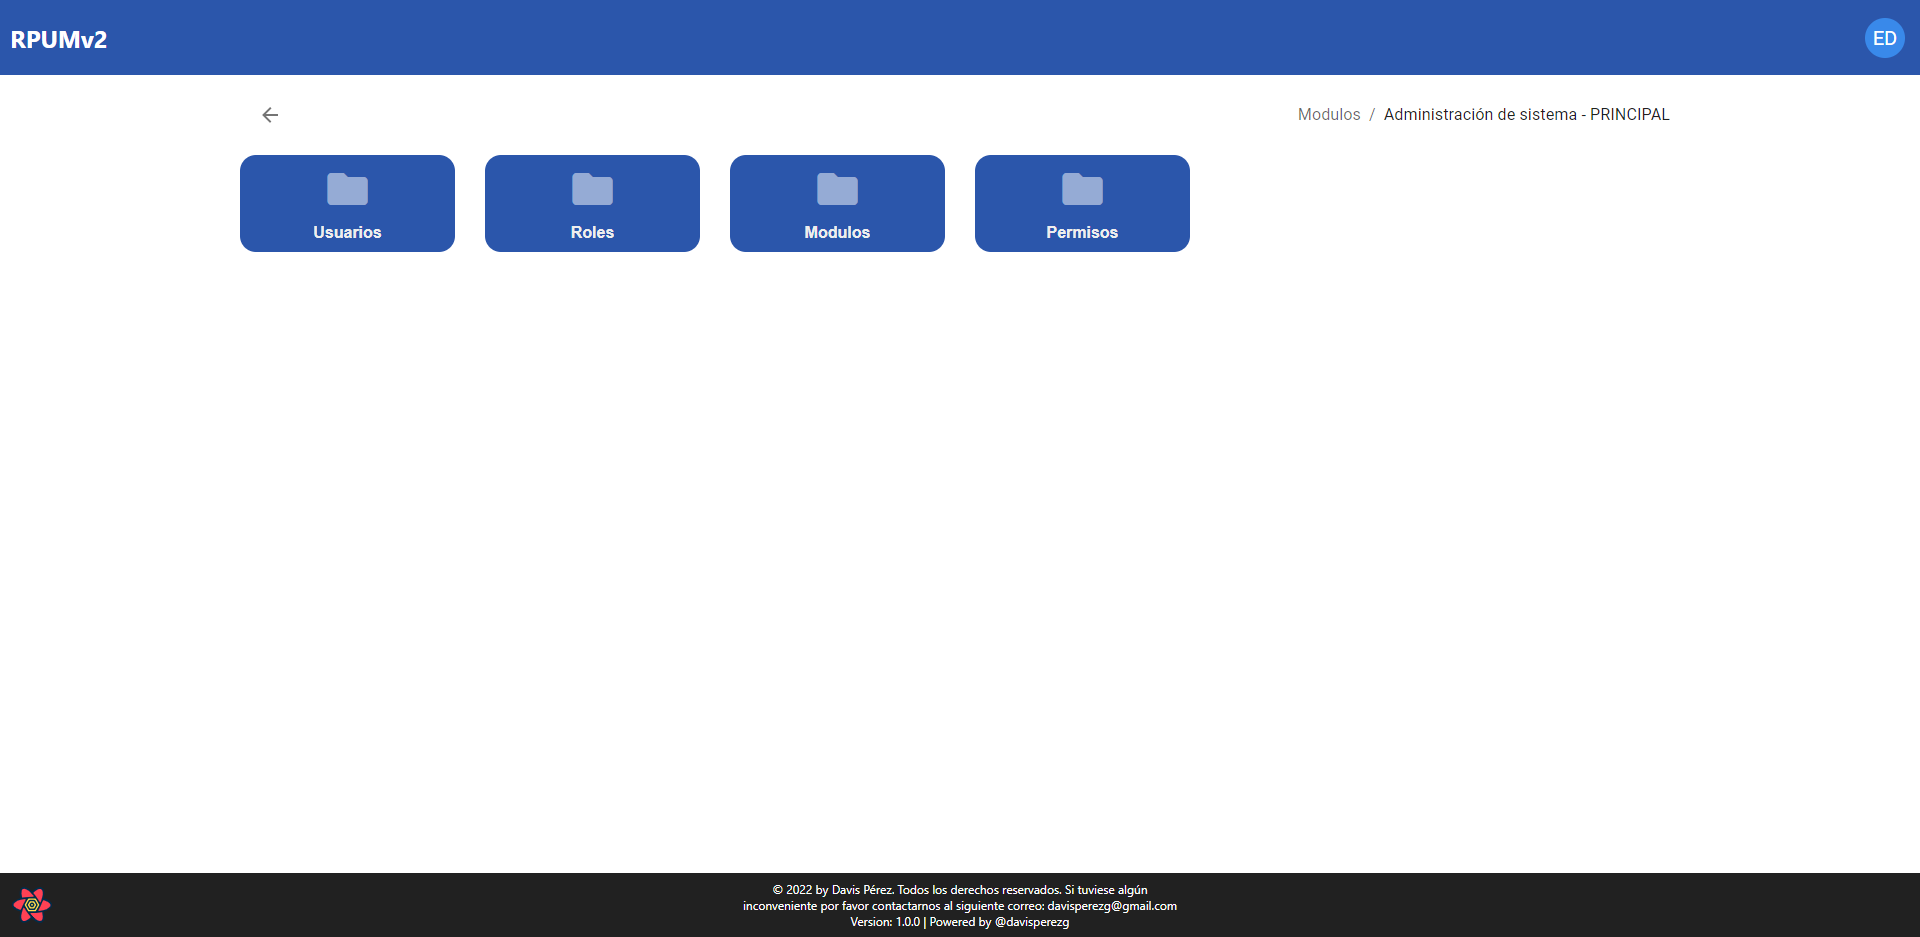 RPUMv2
ED
Modulos / Administración de sistema - PRINCIPAL
Usuarios
Roles
Modulos
Permisos
© 2022 by Davis Pérez. Todos los derechos reservados. Si tuviese algún
inconveniente por favor contactarnos al siguiente correo: davisperezg@gmail.com
Version: 1.0.0 | Powered by @davisperezg